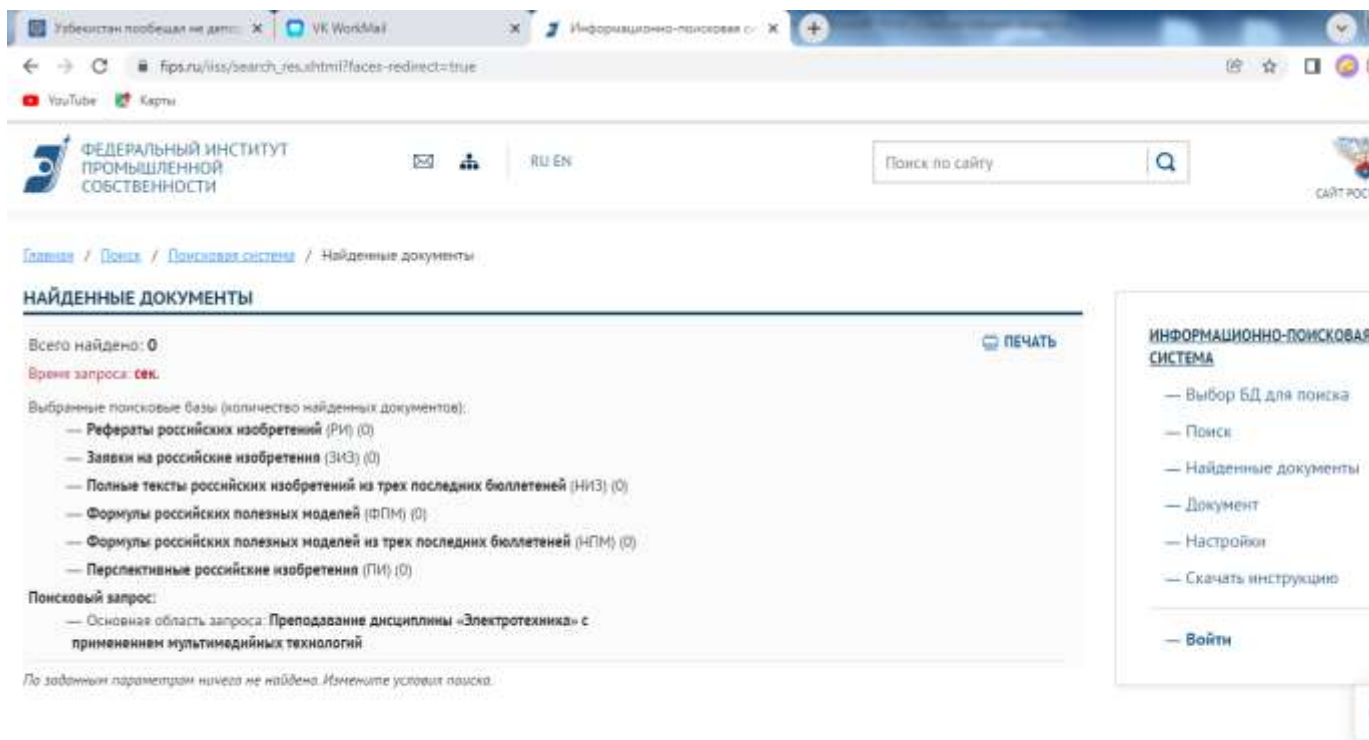 Узбекистан пообещал не
VK WorkMail
Информационно-поисковая с
fips.ru/iiss/search_res.xhtml?faces-redirect=true
YouTube
Карты
ФЕДЕРАЛЬНЫЙ ИНСТИТУТ
ПРОМЫШЛЕННОЙ
СОБСТВЕННОСТИ
RU EN
Поиск по сайту
САЙТ РОС
Главная / Поиск / Поисковая система / Найденные документы
НАЙДЕННЫЕ ДОКУМЕНТЫ
Всего найдено: 0
ПЕЧАТЬ
Время запроса: сек.
Выбранные поисковые базы (количество найденных документов):
— Рефераты российских изобретений (РИ) (0)
— Заявки на российские изобретения (ЗИЗ) (0)
— Полные тексты российских изобретений из трех последних бюллетеней (НИЗ) (0)
— Формулы российских полезных моделей (ФПМ) (0)
— Формулы российских полезных моделей из трех последних бюллетеней (НПМ) (0)
— Перспективные российские изобретения (ПИ) (0)
Поисковый запрос:
— Основная область запроса: Преподавание дисциплины «Электротехника» с
применением мультимедийных технологий
По заданным параметрам ничего не найдено. Измените условия поиска.
ИНФОРМАЦИОННО-ПОИСКОВАЯ
СИСТЕМА
— Выбор БД для поиска
— Поиск
— Найденные документы
— Документ
— Настройки
— Скачать инструкцию
— Войти